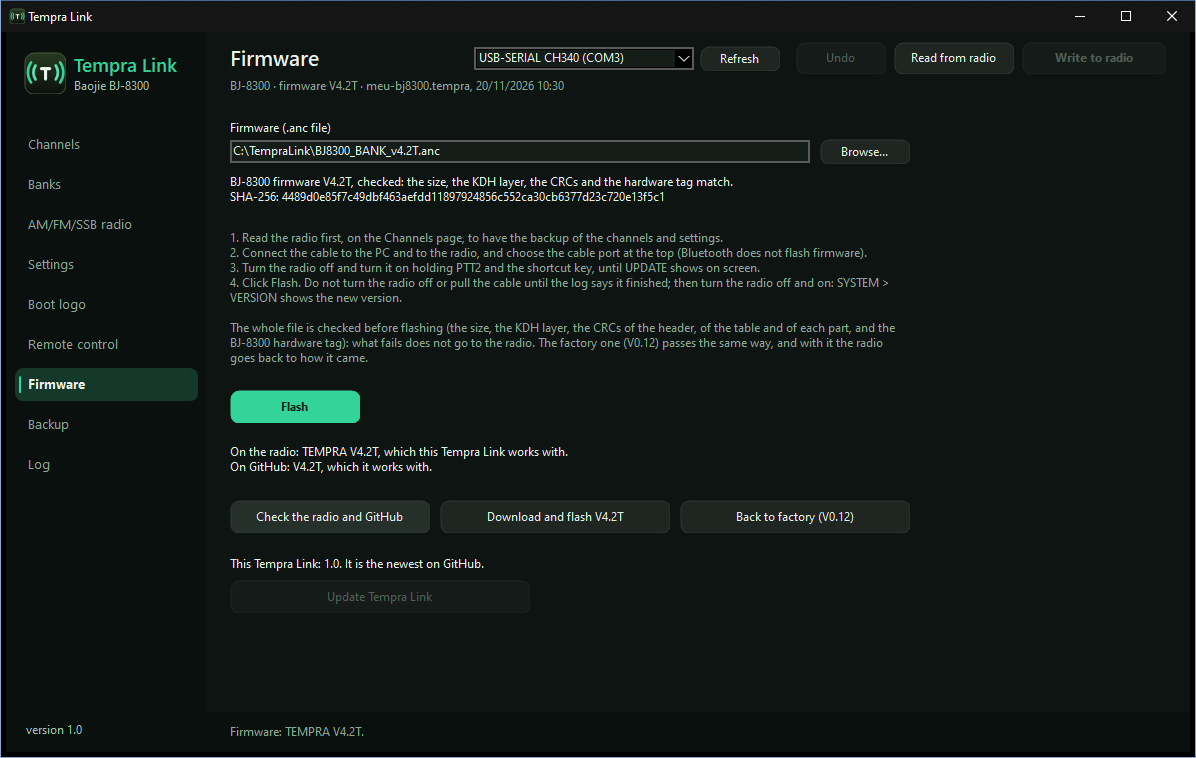 Tempra Link
(T)
Tempra Link
Baojie BJ-8300
Channels
Banks
AM/FM/SSB radio
Settings
Boot logo
Remote control
Firmware
Backup
Log
version 1.0
Firmware
USB-SERIAL CH340 (COM3)
Refresh
Undo
Read from radio
Write to radio
BJ-8300 · firmware V4.2T · meu-bj8300.tempra, 20/11/2026 10:30
Firmware (.anc file)
C:\TempraLink\BJ8300_BANK_v4.2T.anc
Browse...
BJ-8300 firmware V4.2T, checked: the size, the KDH layer, the CRCs and the hardware tag match.
SHA-256: 4489d0e85f7c49dbf463aefdd11897924856c552ca30cb6377d23c720e13f5c1
1. Read the radio first, on the Channels page, to have the backup of the channels and settings.
2. Connect the cable to the PC and to the radio, and choose the cable port at the top (Bluetooth does not flash firmware).
3. Turn the radio off and turn it on holding PTT2 and the shortcut key, until UPDATE shows on screen.
4. Click Flash. Do not turn the radio off or pull the cable until the log says it finished; then turn the radio off and on: SYSTEM >
VERSION shows the new version.
The whole file is checked before flashing (the size, the KDH layer, the CRCs of the header, of the table and of each part, and the
BJ-8300 hardware tag): what fails does not go to the radio. The factory one (V0.12) passes the same way, and with it the radio
goes back to how it came.
Flash
On the radio: TEMPRA V4.2T, which this Tempra Link works with.
On GitHub: V4.2T, which it works with.
Check the radio and GitHub
Download and flash V4.2T
Back to factory (V0.12)
This Tempra Link: 1.0. It is the newest on GitHub.
Update Tempra Link
Firmware: TEMPRA V4.2T.